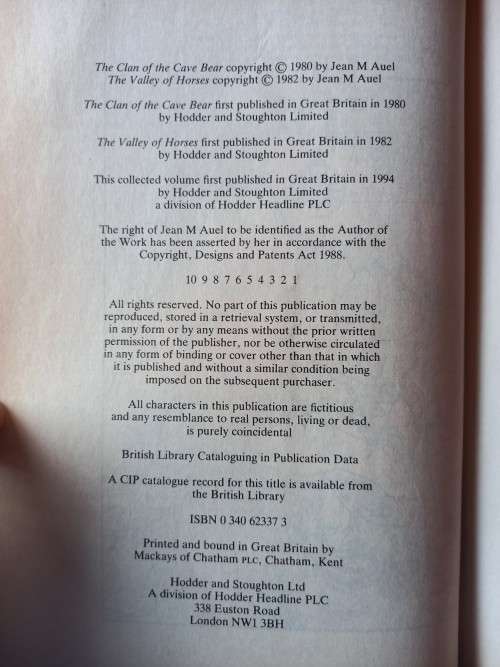 The Clan of the Cave Bear copyright © 1980 by Jean M Auel
The Valley of Horses copyright © 1982 by Jean M Auel
The Clan of the Cave Bear first published in Great Britain in 1980
by Hodder and Stoughton Limited
The Valley of Horses first published in Great Britain in 1982
by Hodder and Stoughton Limited
This collected volume first published in Great Britain in 1994
by Hodder and Stoughton Limited
a division of Hodder Headline PLC
The right of Jean M Auel to be identified as the Author of
the Work has been asserted by her in accordance with the
Copyright, Designs and Patents Act 1988.
10 9 8 7 6 5 4 3 2 1
All rights reserved. No part of this publication may be
reproduced, stored in a retrieval system, or transmitted,
in any form or by any means without the prior written
permission of the publisher, nor be otherwise circulated
in any form of binding or cover other than that in which
it is published and without a similar condition being
imposed on the subsequent purchaser.
All characters in this publication are fictitious
and any resemblance to real persons, living or dead,
is purely coincidental
British Library Cataloguing in Publication Data
A CIP catalogue record for this title is available from
the British Library
ISBN 0 340 62337 3
Printed and bound in Great Britain by
Mackays of Chatham PLC, Chatham, Kent
Hodder and Stoughton Ltd
A division of Hodder Headline PLC
338 Euston Road
London NW1 3BH